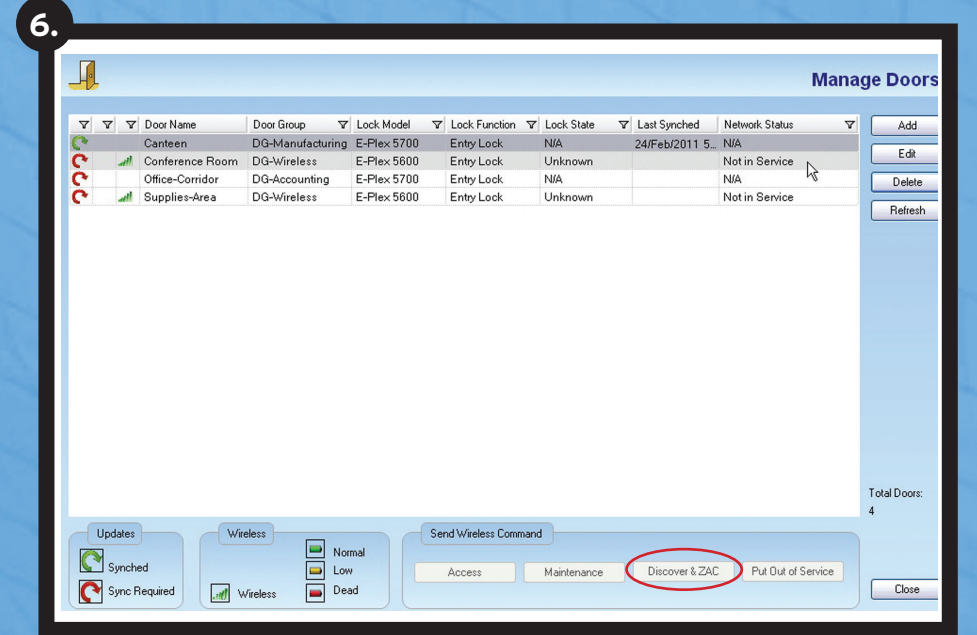 6.
Manage Doors
Door Name Door Group Lock Model Lock Function Lock State Last Synched Network Status
Canteen DG-Manufacturing E-Plex 5700 Entry Lock N/A 24/Feb/2011 5... N/A
Conference Room DG-Wireless E-Plex 5600 Entry Lock Unknown Not in Service
Office-Corridor DG-Accounting E-Plex 5700 Entry Lock N/A N/A
Supplies-Area DG-Wireless E-Plex 5600 Entry Lock Unknown Not in Service
Add
Edit
Delete
Refresh
Total Doors:
4
Updates
Synched
Sync Required
Wireless
Wireless
Normal
Low
Dead
Send Wireless Command
Access Maintenance Discover & ZAC Put Out of Service
Close